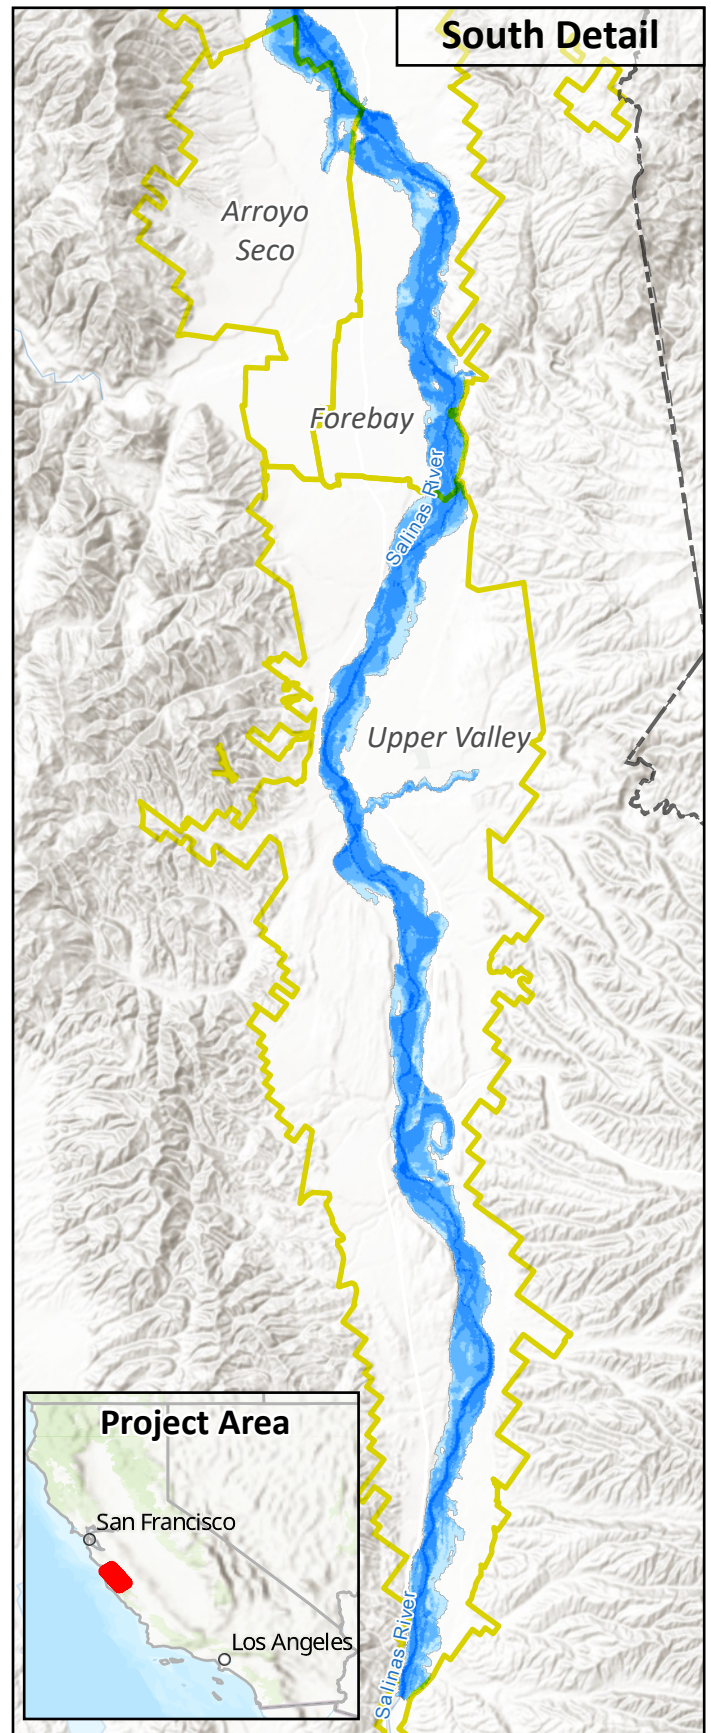 South Detail
Arroyo
Seco
Forebay
Salinas River
Upper Valley
Project Area
San Francisco
Los Angeles
Salinas River